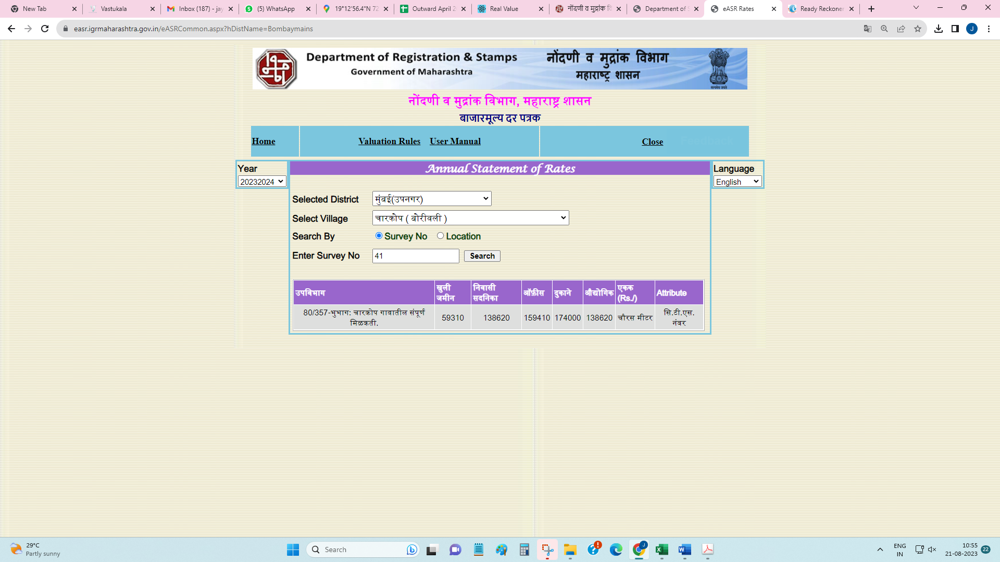 New Tab
Vastukala
Inbox (187) - jay
(5) WhatsApp
19°12'56.4"N 72
Outward April 2
Real Value
नोंदणी व मुद्रांक वि
Department of S
eASR Rates
Ready Reckoner
easr.igrmaharashtra.gov.in/eASRCommon.aspx?hDistName=Bombaymains
J
Department of Registration & Stamps
Government of Maharashtra
नोंदणी व मुद्रांक विभाग
महाराष्ट्र शासन
नोंदणी व मुद्रांक विभाग, महाराष्ट्र शासन
बाजारमूल्य दर पत्रक
Home
Valuation Rules User Manual
Close
Feedback
Year
20232024
Annual Statement of Rates
Language
English
Selected District मुंबई(उपनगर)
Select Village चारकोप ( बोरीवली )
Search By Survey No Location
Enter Survey No 41 Search
उपविभाग खुली जमीन निवासी सदनिका ऑफ़ीस दुकाने औद्योगिक एकक (Rs./) Attribute
80/357-भुभाग: चारकोप गावातील संपूर्ण मिळकती. 59310 138620 159410 174000 138620 चौरस मीटर सि.टी.एस. नंबर
29°C
Partly sunny
Search
J
ENG
IN
10:55
21-08-2023
22